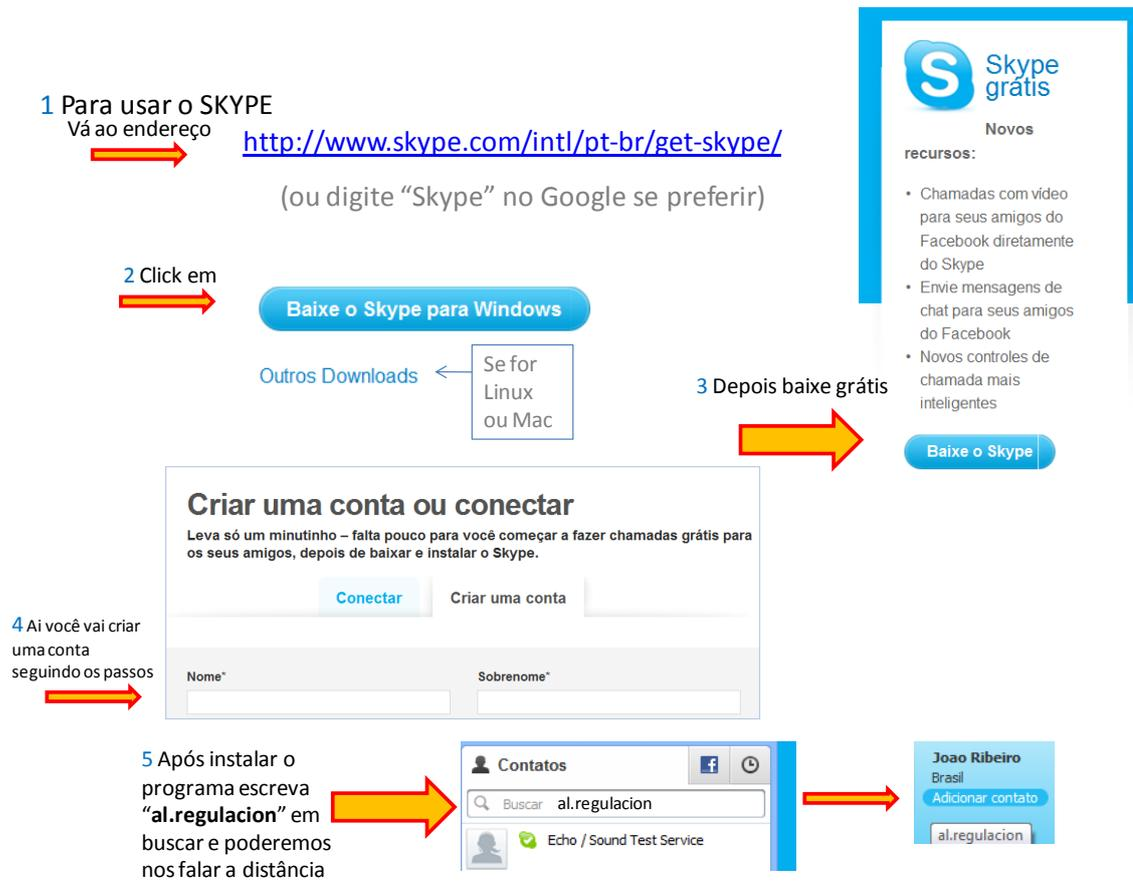 1 Para usar o SKYPE
Vá ao endereço
http://www.skype.com/intl/pt-br/get-skype/
(ou digite “Skype” no Google se preferir)
2 Click em
Baixe o Skype para Windows
Outros Downloads
Se for
Linux
ou Mac
3 Depois baixe grátis
S Skype
grátis
Novos
recursos:
• Chamadas com vídeo
para seus amigos do
Facebook diretamente
do Skype
• Envie mensagens de
chat para seus amigos
do Facebook
• Novos controles de
chamada mais
inteligentes
Baixe o Skype
Criar uma conta ou conectar
Leva só um minutinho – falta pouco para você começar a fazer chamadas grátis para
os seus amigos, depois de baixar e instalar o Skype.
Conectar Criar uma conta
4 Ai você vai criar
uma conta
seguindo os passos
Nome* Sobrenome*
5 Após instalar o
programa escreva
“al.regulacion” em
buscar e poderemos
nos falar a distância
Contatos f
Buscar al.regulacion
Echo / Sound Test Service
Joao Ribeiro
Brasil
Adicionar contato
al.regulacion